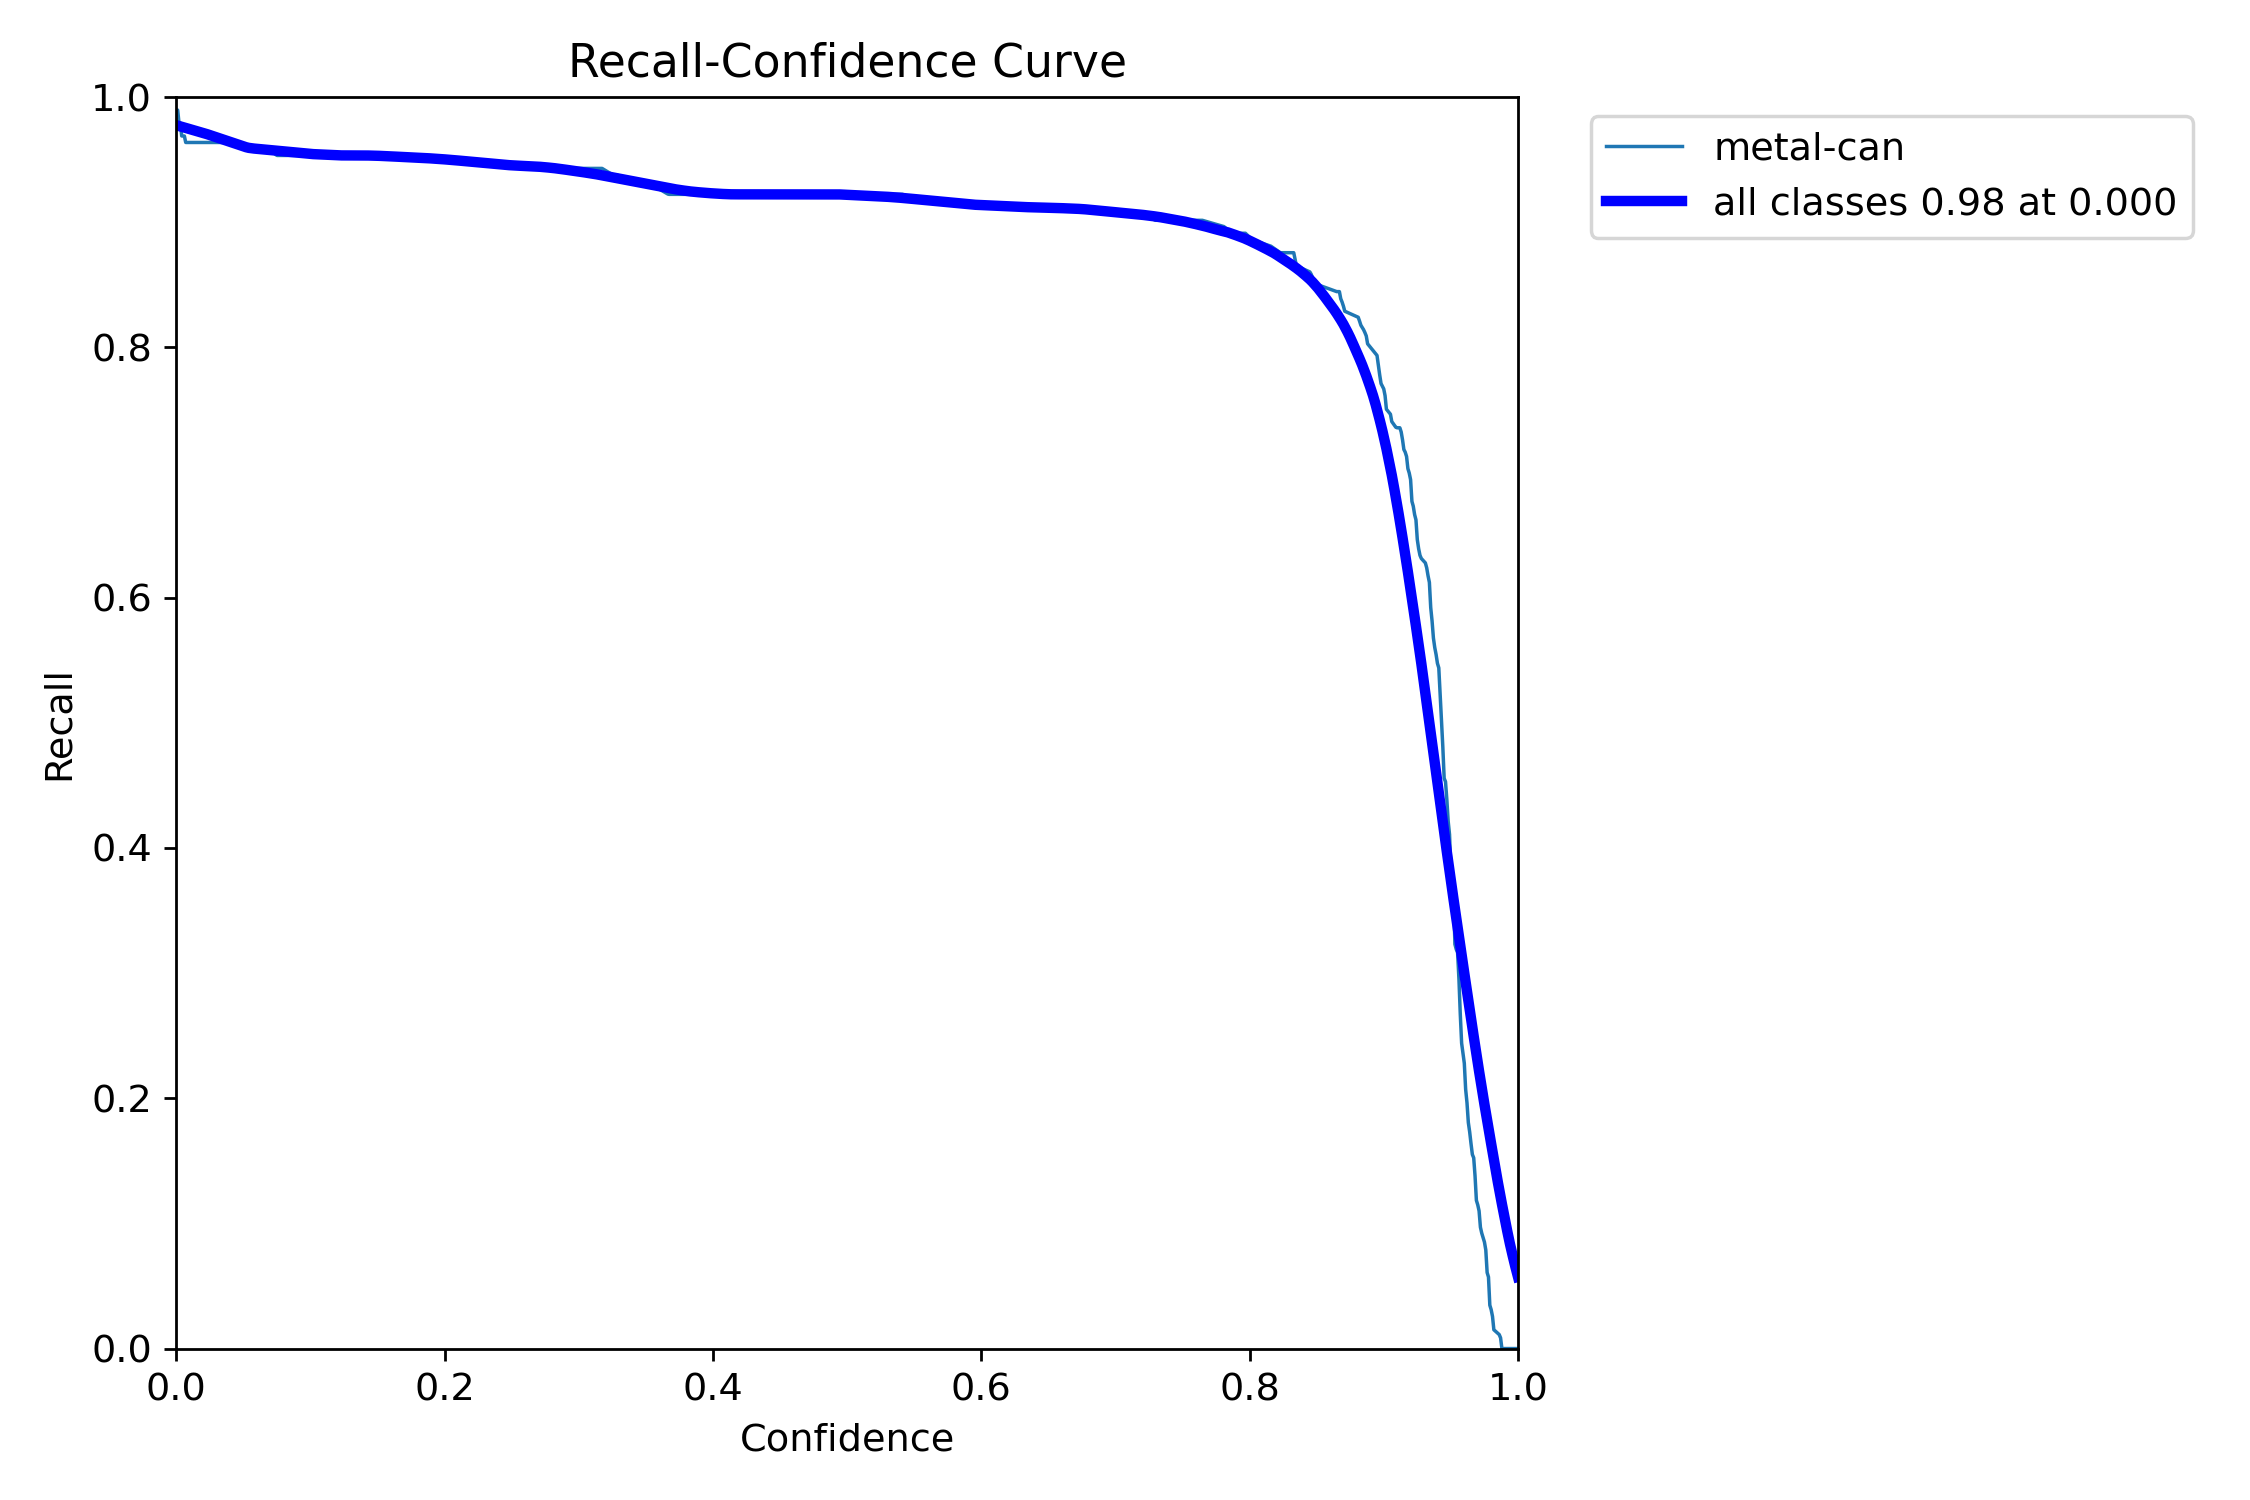 Recall-Confidence Curve
1.0
0.8
0.6
0.4
0.2
0.0
Recall
0.0 0.2 0.4 0.6 0.8 1.0
Confidence
metal-can
all classes 0.98 at 0.000